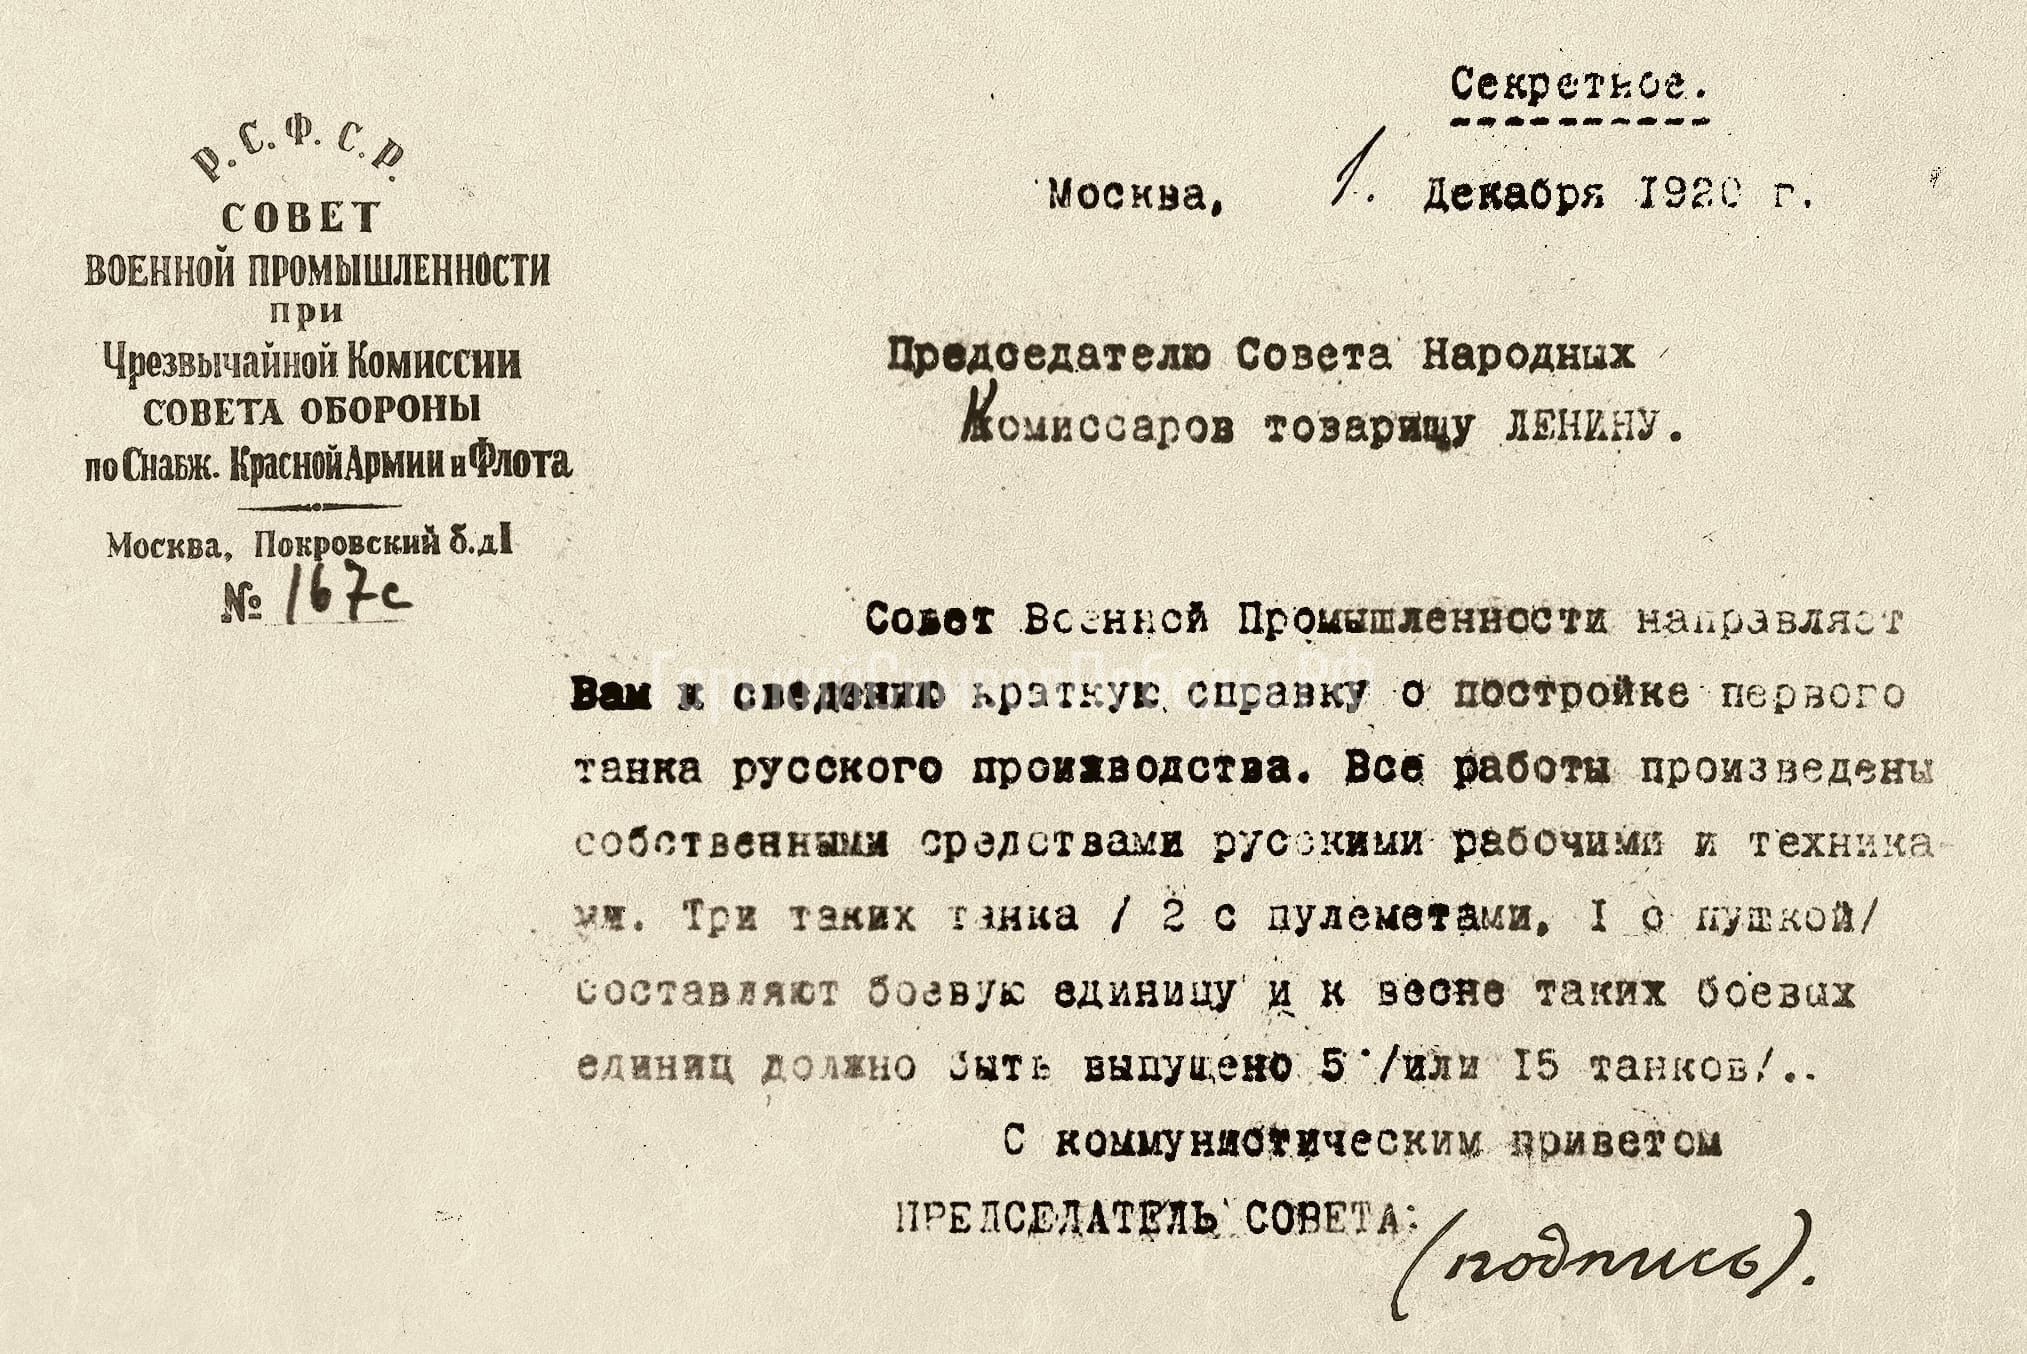 Р.С.Ф.С.Р.
СОВЕТ
ВОЕННОЙ ПРОМЫШЛЕННОСТИ
при
Чрезвычайной Комиссии
СОВЕТА ОБОРОНЫ
по Снабж. Красной Армии и Флота
Москва, Покровский б. д I
№ 167с
Секретное.
Москва, 1. Декабря 1920 г.
Председателю Совета Народных
Комиссаров товарищу ЛЕНИНУ.
Совет Военной Промышленности направляет
Вам к сведению краткую справку о постройке первого
танка русского производства. Все работы произведены
собственными средствами русскими рабочими и техника-
ми. Три таких танка / 2 с пулеметами, I с пушкой/
составляют боевую единицу и к весне таких боевых
единиц должно быть выпущено 5 /или 15 танков/..
С коммунистическим приветом
ПРЕДСЕДАТЕЛЬ СОВЕТА:
(подпись).